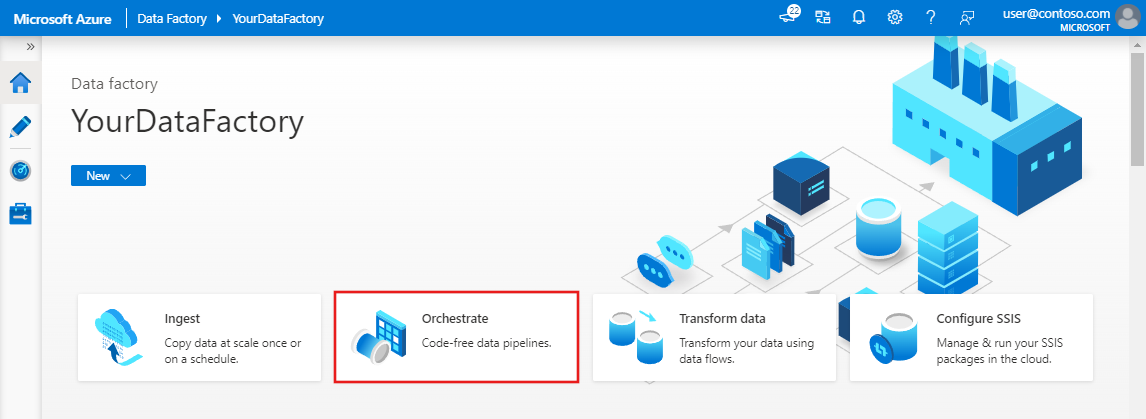 Microsoft Azure
Data Factory
YourDataFactory
22
user@contoso.com
MICROSOFT
Data factory
YourDataFactory
New
Ingest
Copy data at scale once or
on a schedule.
Orchestrate
Code-free data pipelines.
Transform data
Transform your data using
data flows.
Configure SSIS
Manage & run your SSIS
packages in the cloud.